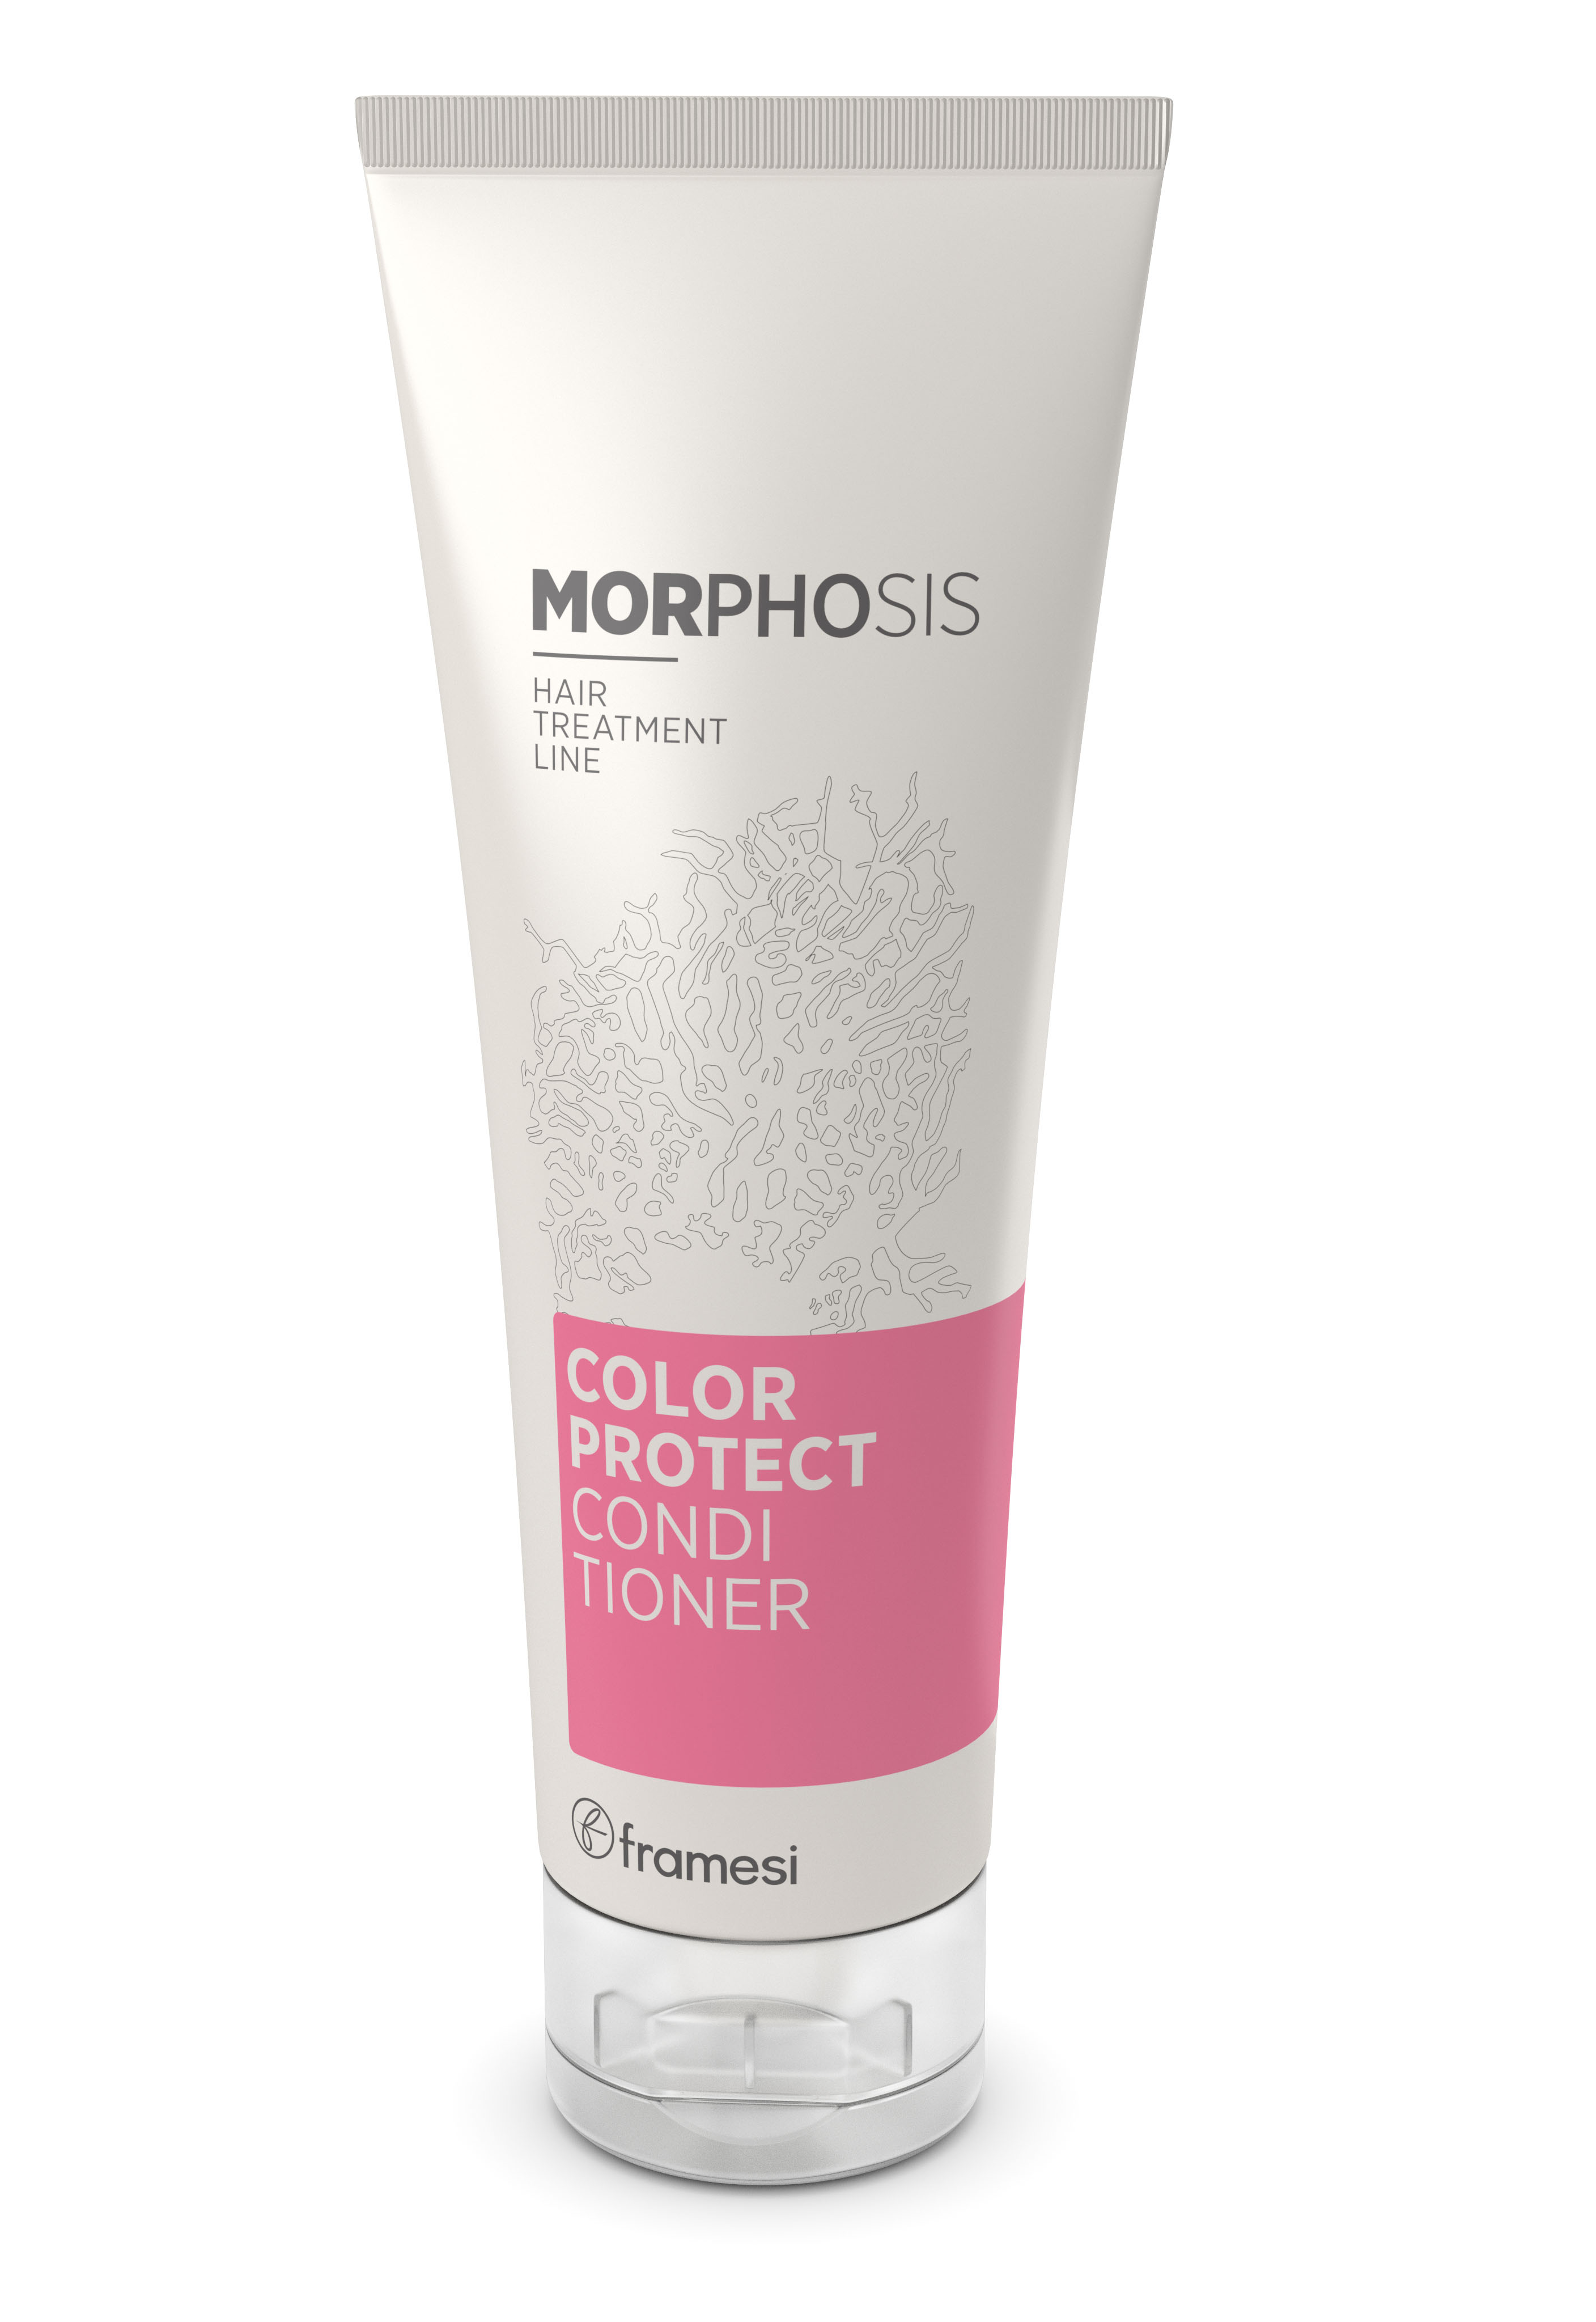 MORPHOSIS
HAIR
TREATMENT
LINE
COLOR
PROTECT
CONDI
TIONER
framesi